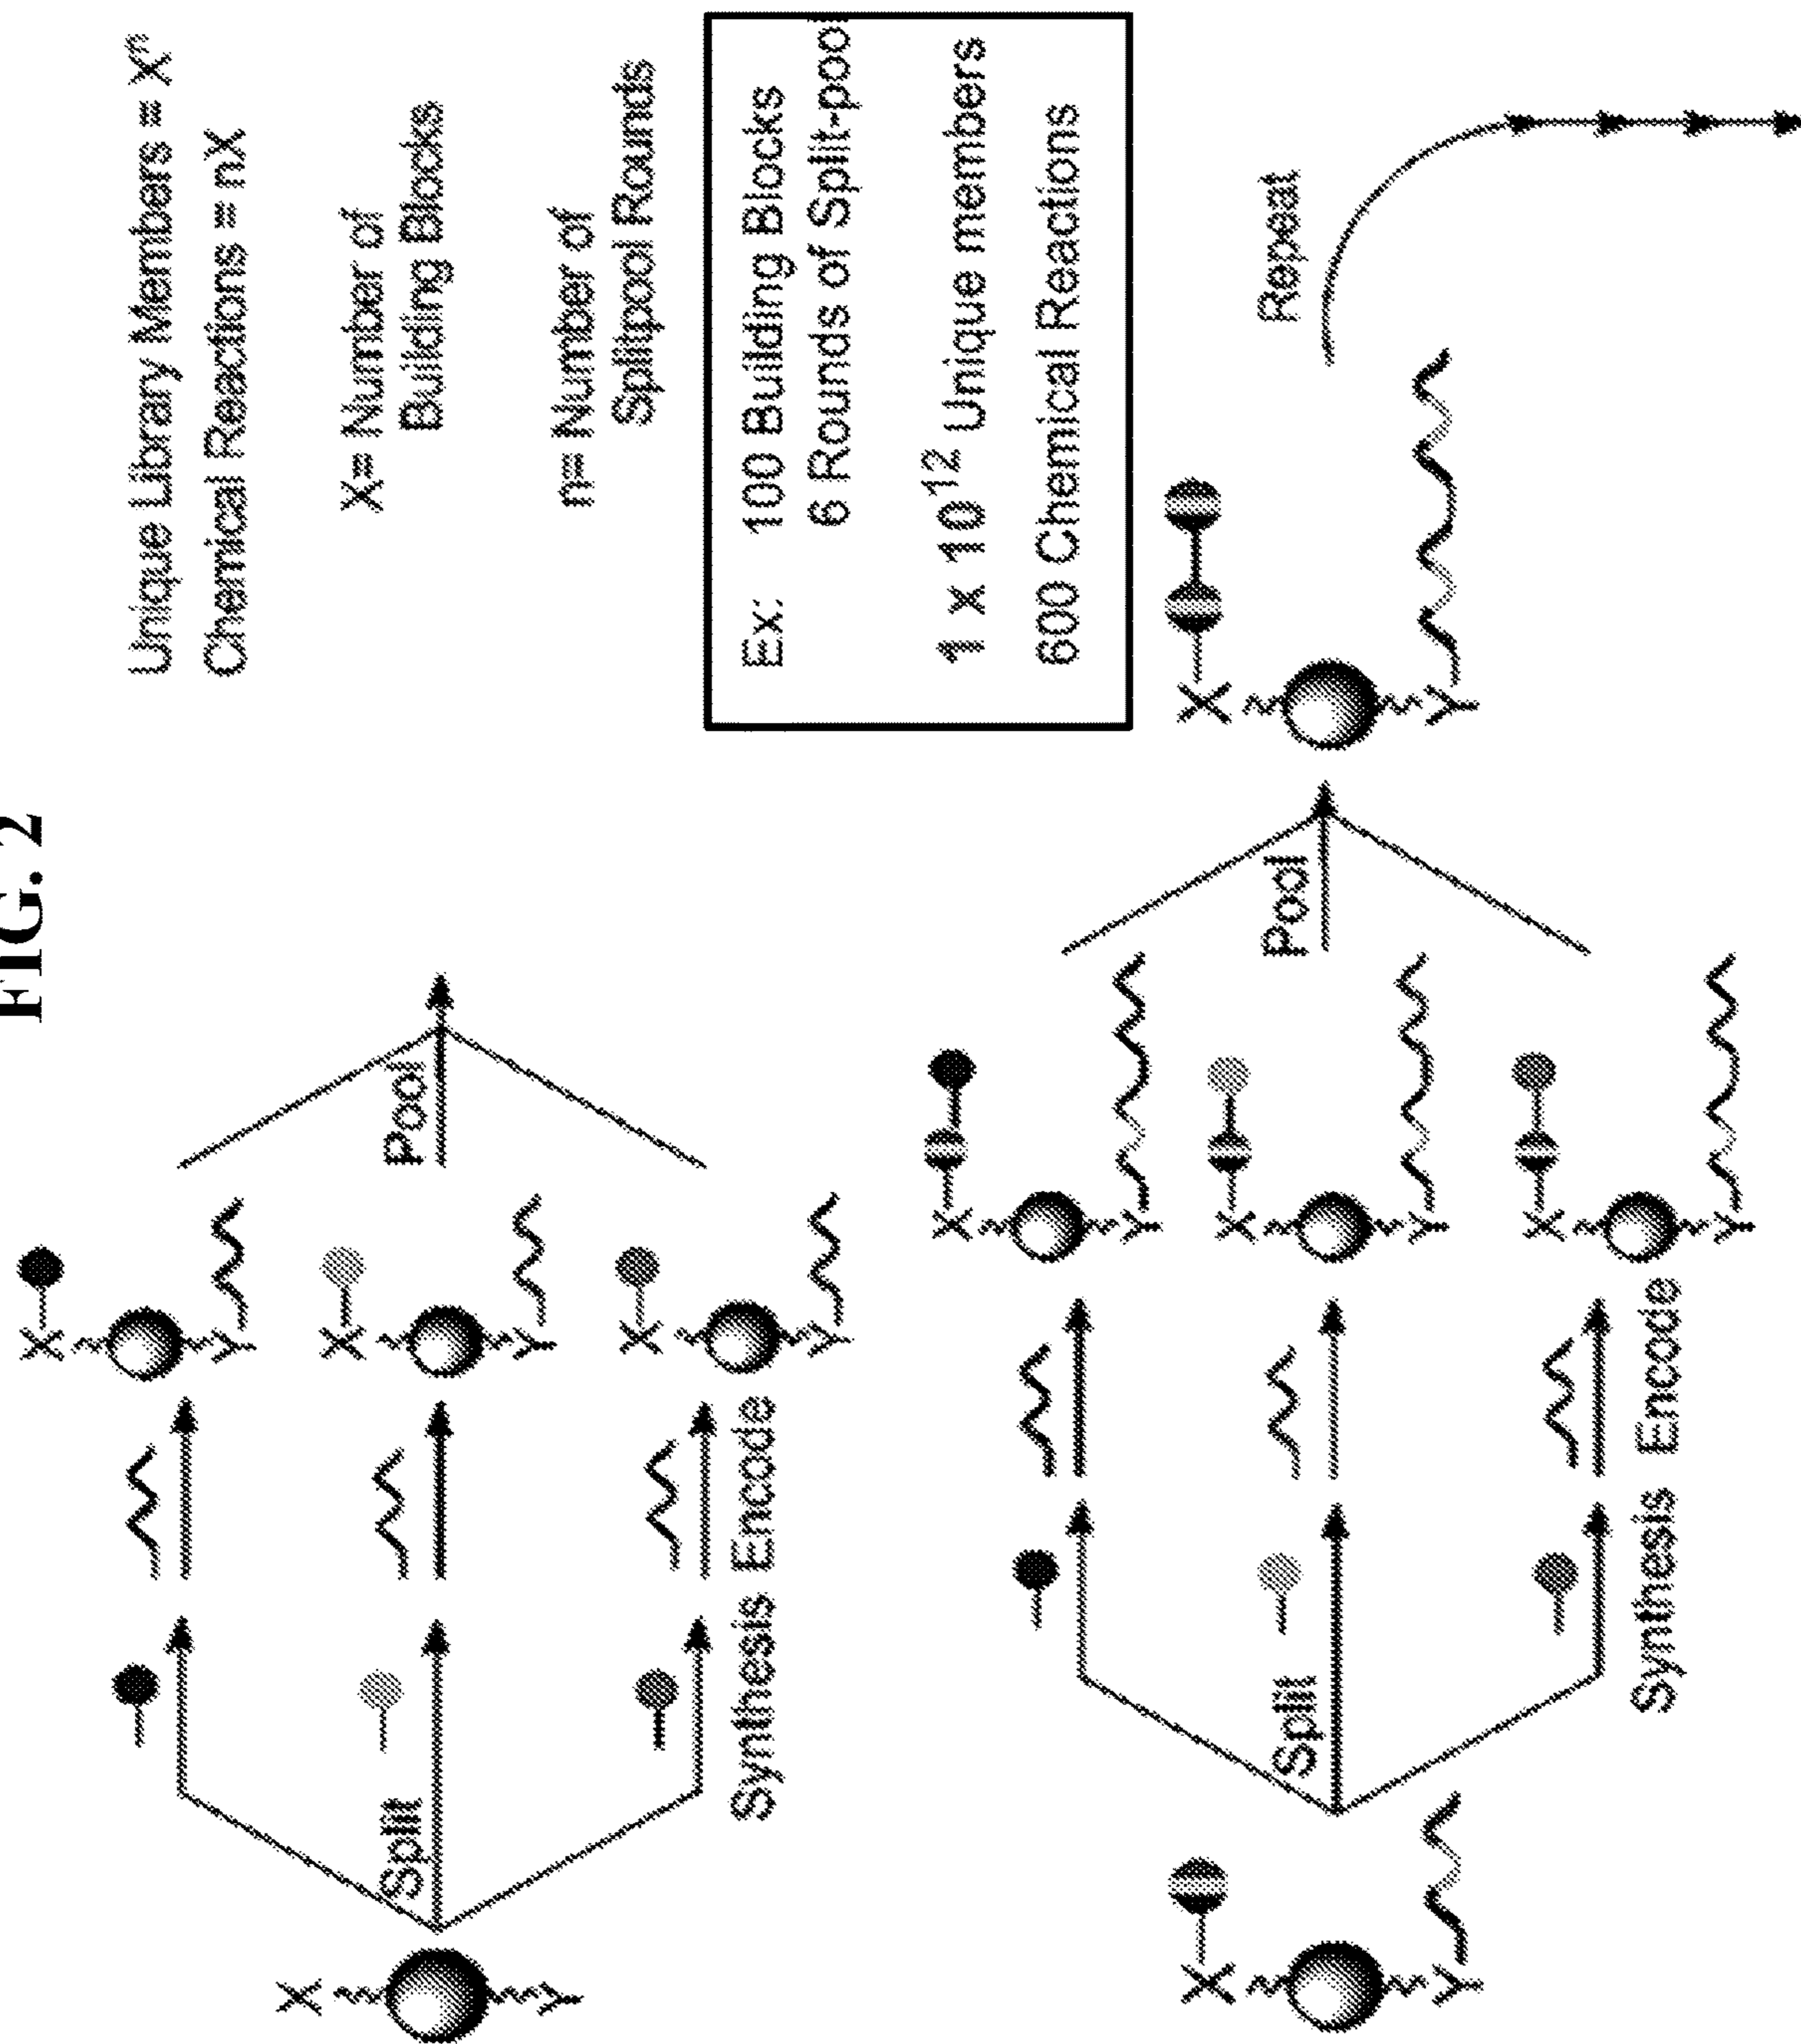 FIG. 2
X
Y
Split
Synthesis Encode
X
Y
X
Y
X
Y
Pool
Unique Library Members = Xⁿ
Chemical Reactions = nX
X= Number of
Building Blocks
n= Number of
Splitpool Rounds
Ex: 100 Building Blocks
6 Rounds of Split-pool
1 x 10¹² Unique members
600 Chemical Reactions
X
Y
Split
Synthesis Encode
X
Y
X
Y
X
Y
Pool
X
Y
Repeat